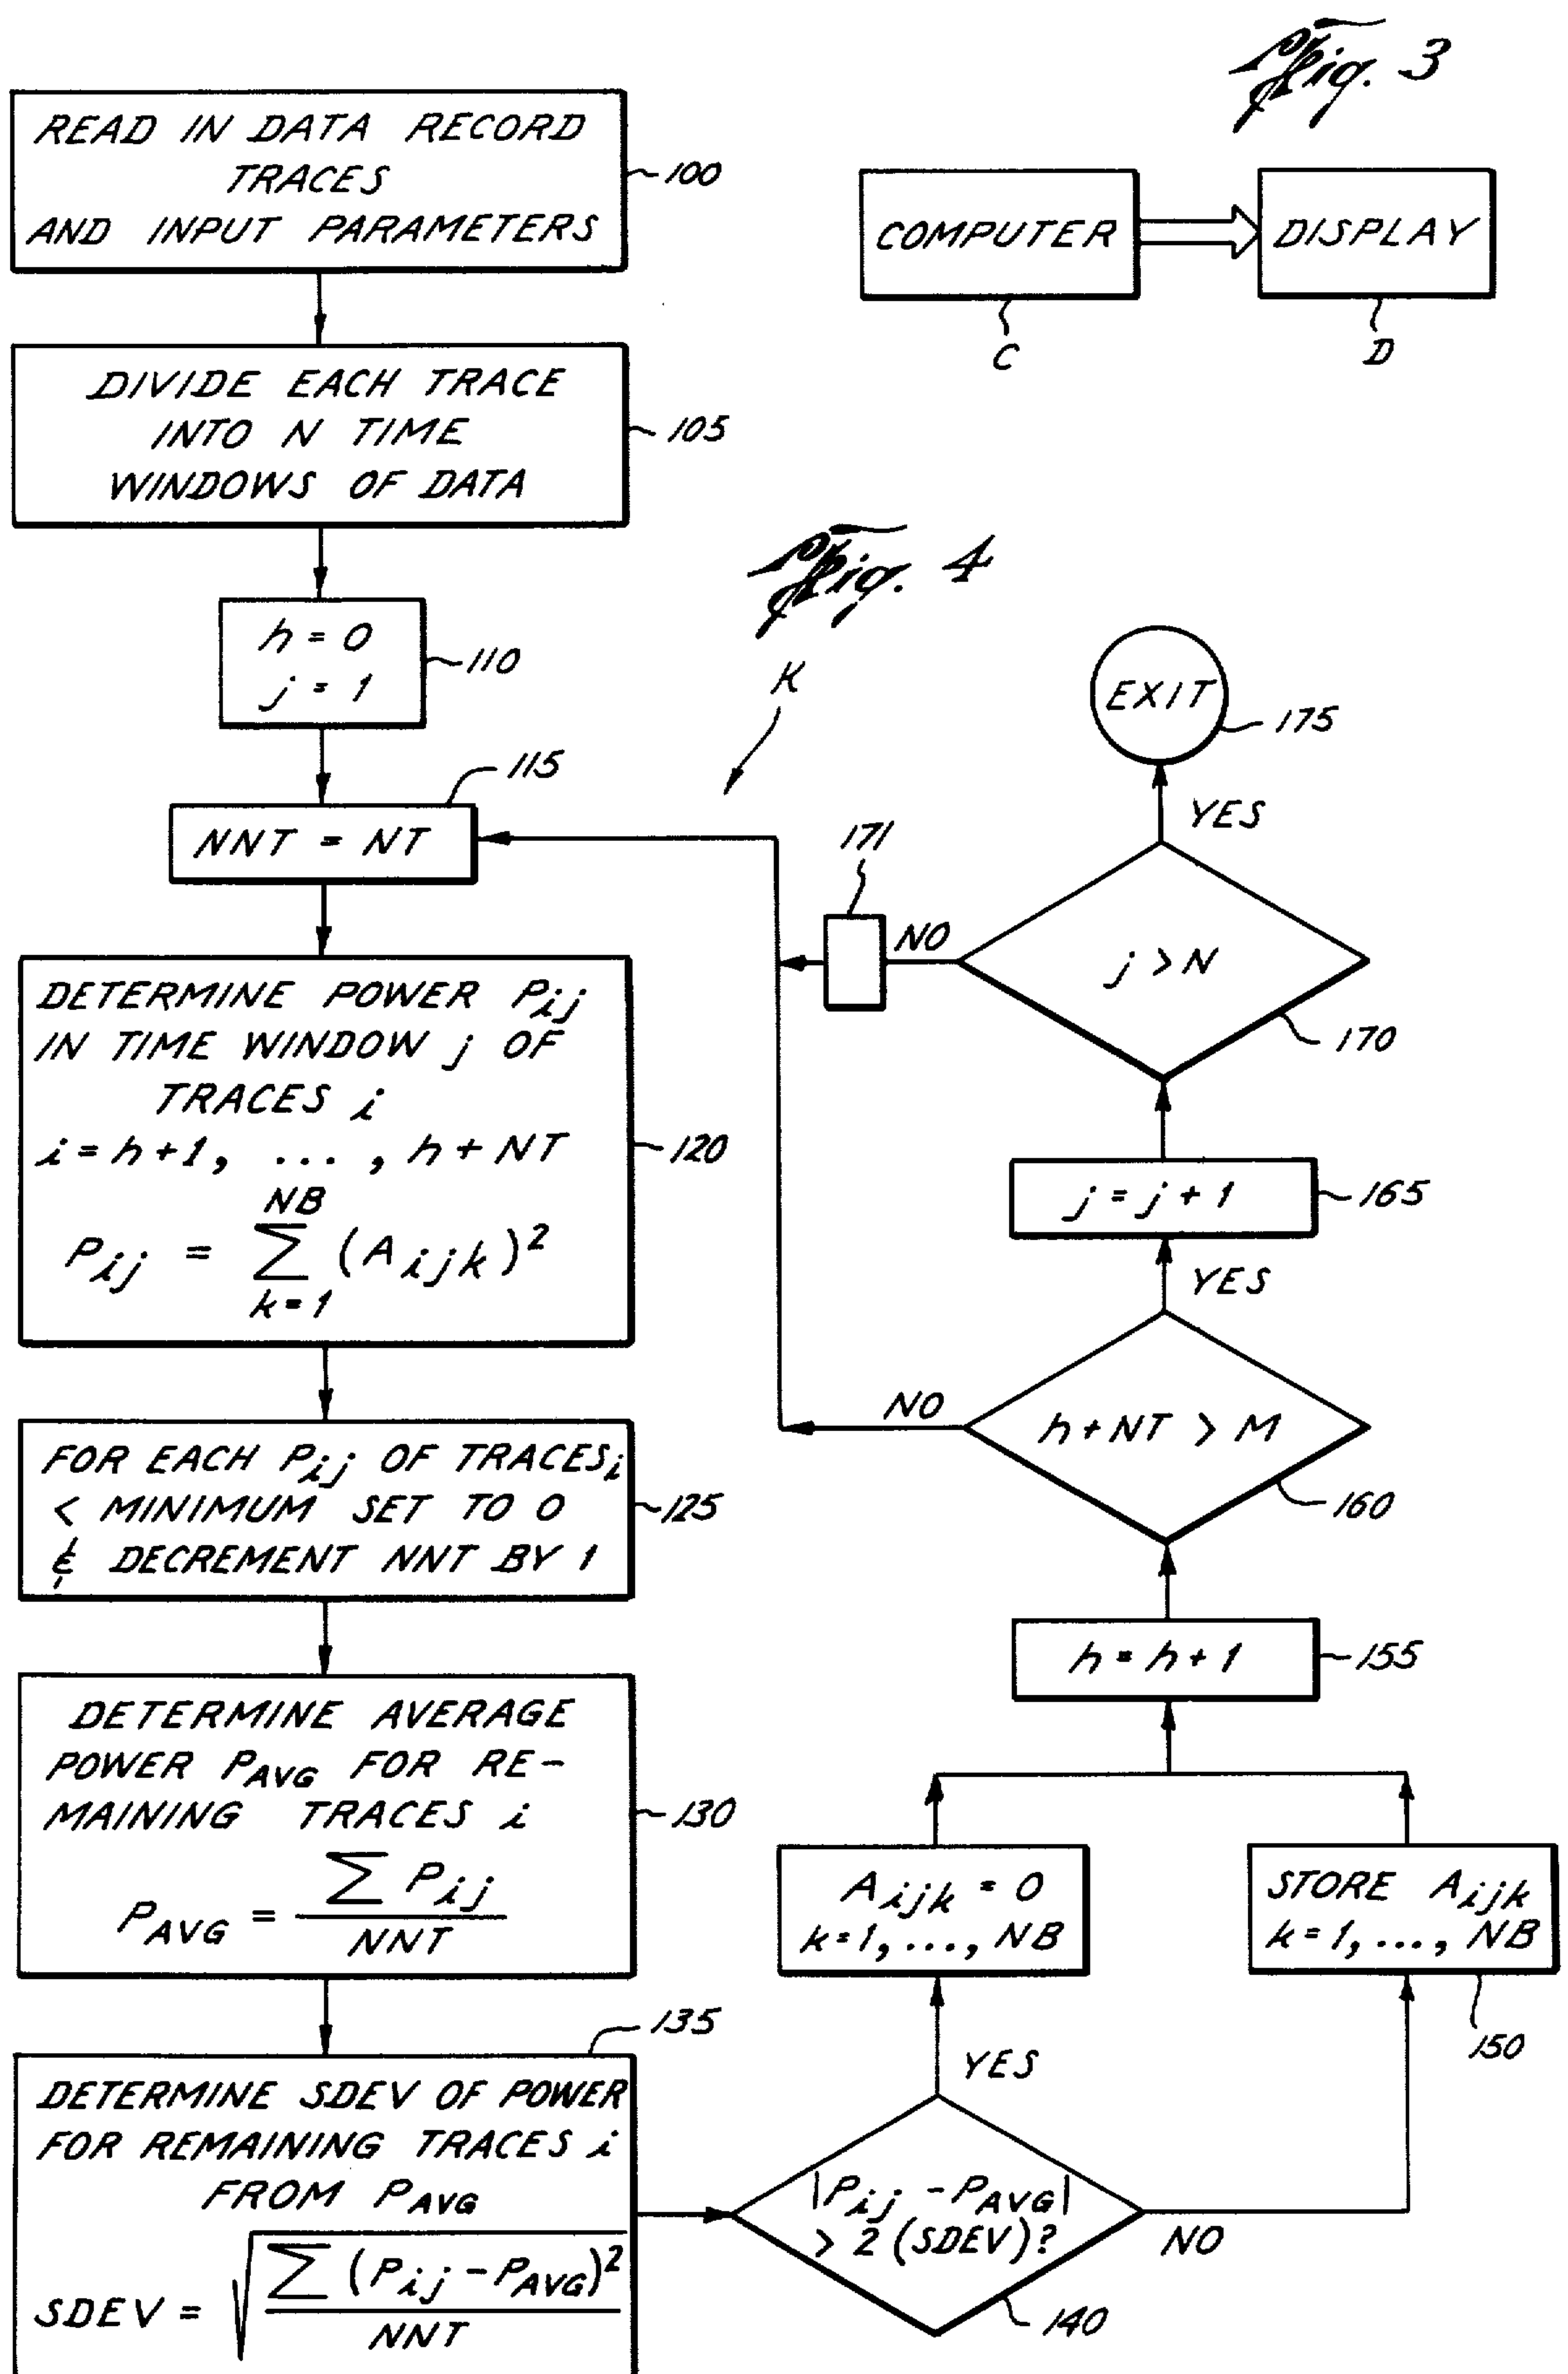 Fig. 3
READ IN DATA RECORD
TRACES
AND INPUT PARAMETERS
100
COMPUTER
DISPLAY
C
D
DIVIDE EACH TRACE
INTO N TIME
WINDOWS OF DATA
105
Fig. 4
h = 0
j = 1
110
K
EXIT
175
115
NNT = NT
YES
171
NO
j > N
170
DETERMINE POWER Pij
IN TIME WINDOW j OF
TRACES i
i = h+1, ... , h + NT
Pij = NB ∑ k=1 (Aijk)²
120
j = j + 1
165
YES
NO
h + NT > M
160
FOR EACH Pij OF TRACESi
< MINIMUM SET TO 0
& DECREMENT NNT BY 1
125
h = h + 1
155
DETERMINE AVERAGE
POWER PAVG FOR RE-
MAINING TRACES i
PAVG = ∑ Pij / NNT
130
Aijk = 0
k = 1, ..., NB
STORE Aijk
k = 1, ..., NB
150
135
DETERMINE SDEV OF POWER
FOR REMAINING TRACES i
FROM PAVG
SDEV = √ ∑ (Pij - PAVG)² / NNT
YES
|Pij - PAVG|
> 2 (SDEV)?
NO
140